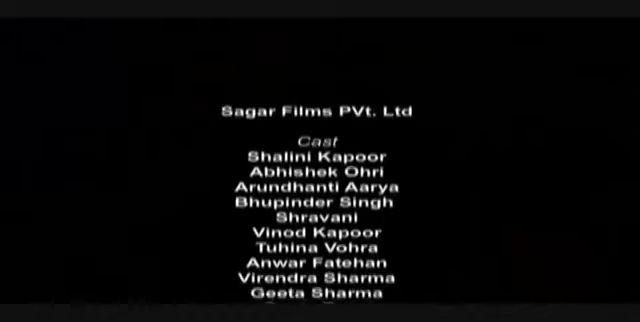 Sagar Films PVt. Ltd
Cast
Shalini Kapoor
Abhishek Ohri
Arundhanti Aarya
Bhupinder Singh
Shravani
Vinod Kapoor
Tuhina Vohra
Anwar Fatehan
Virendra Sharma
Geeta Sharma